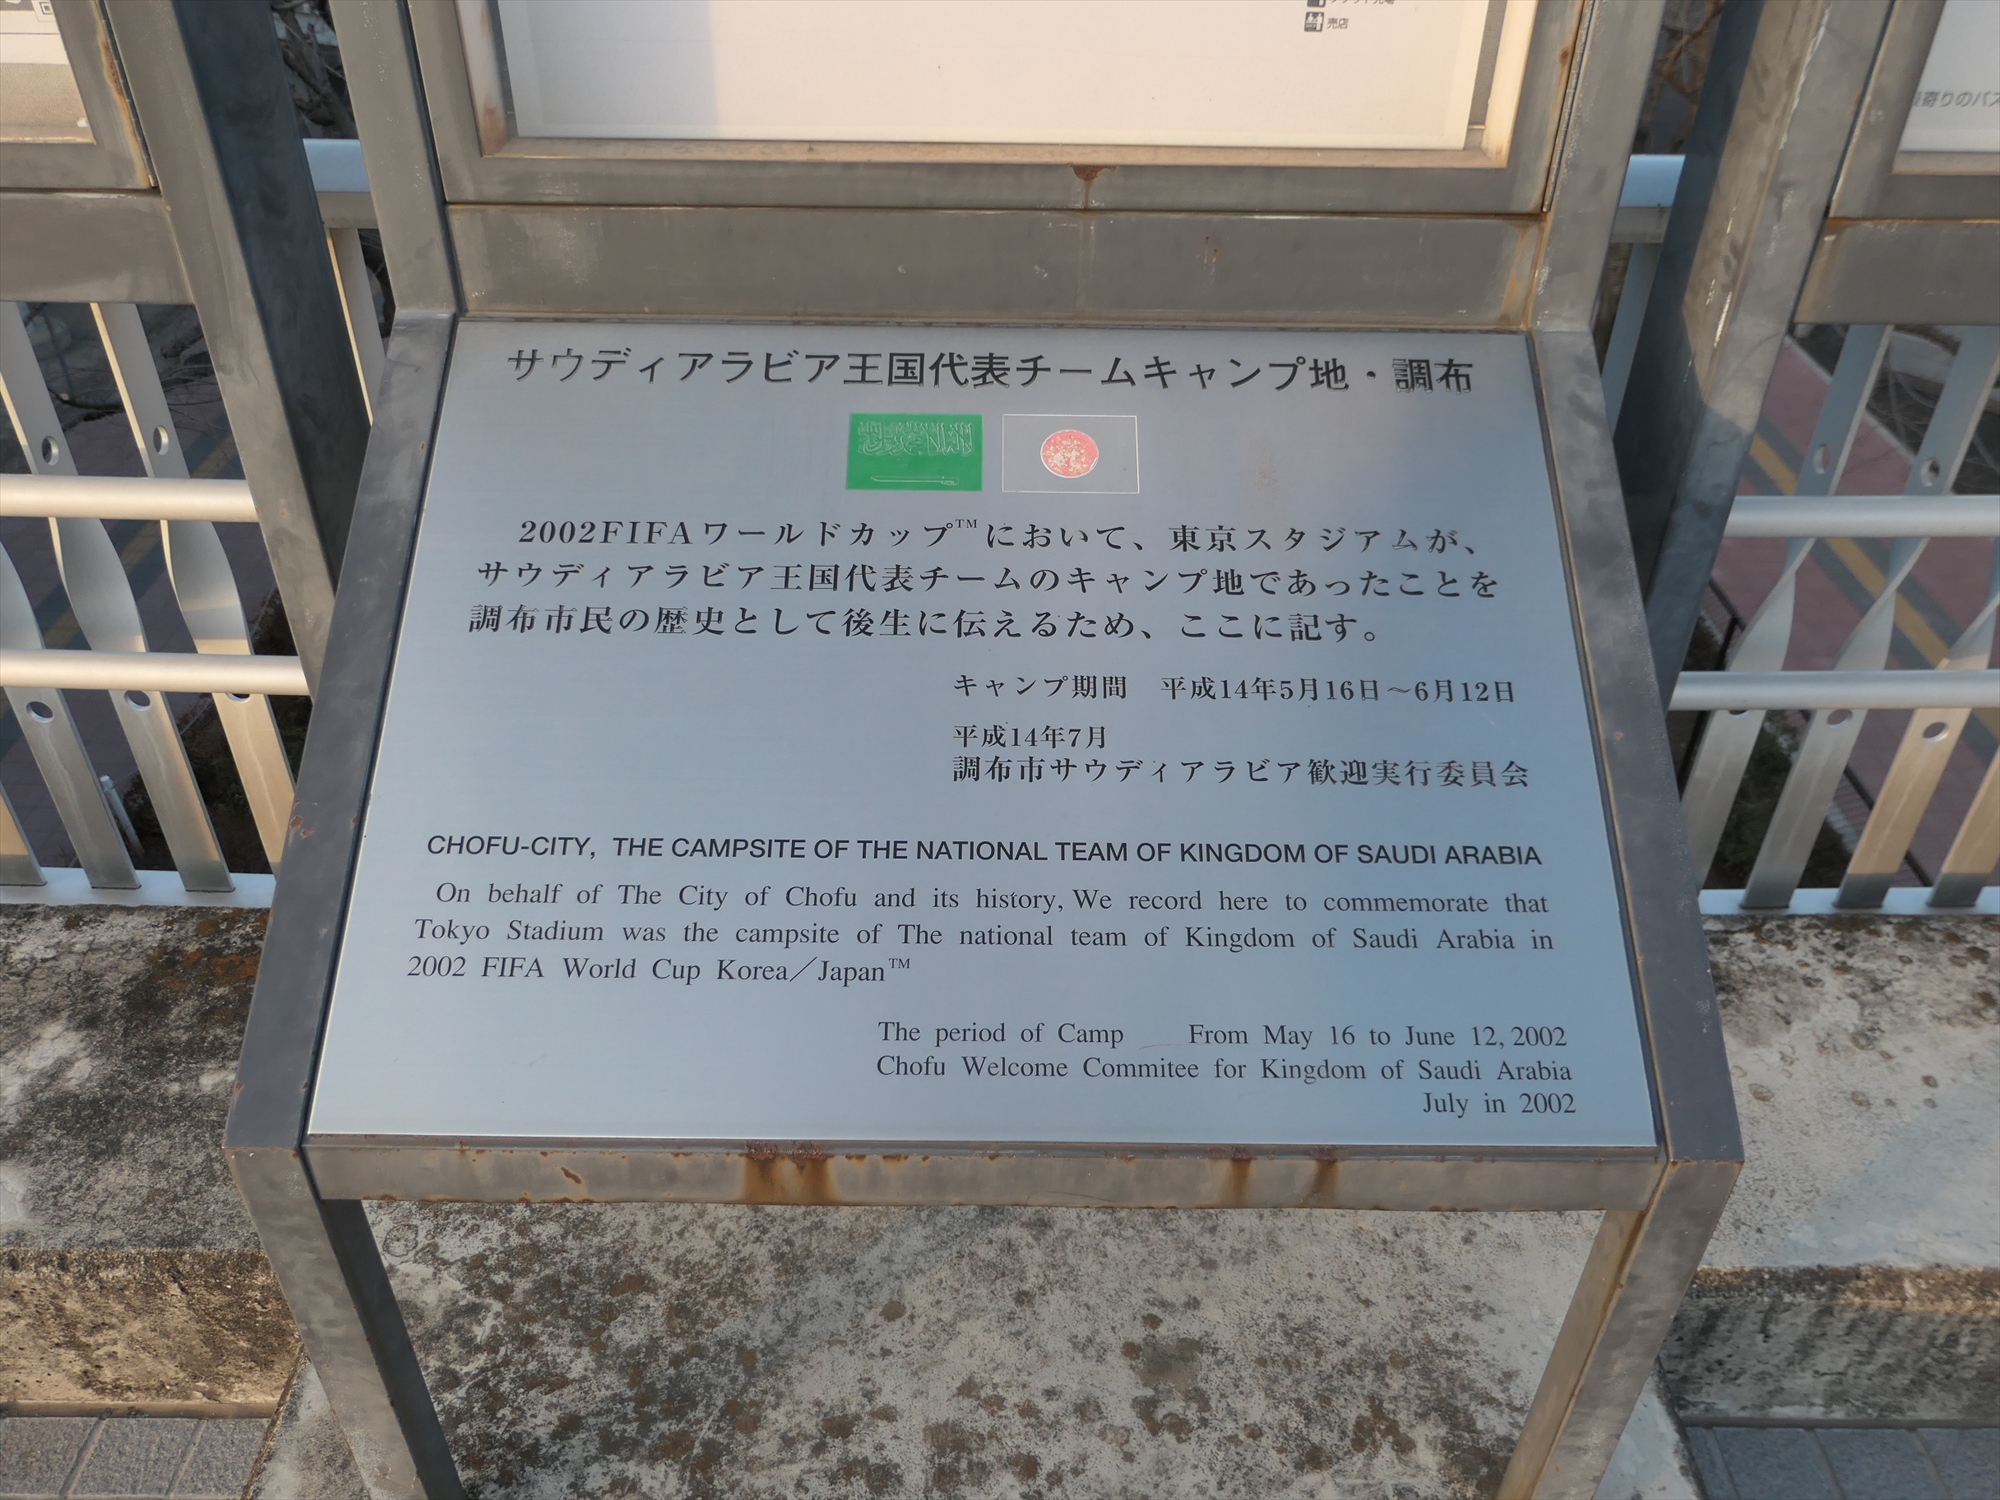 売店
寄りのバス
サウディアラビア王国代表チームキャンプ地・調布
2002FIFAワールドカップ™において、東京スタジアムが、
サウディアラビア王国代表チームのキャンプ地であったことを
調布市民の歴史として後生に伝えるため、ここに記す。
キャンプ期間　平成14年5月16日～6月12日
平成14年7月
調布市サウディアラビア歓迎実行委員会
CHOFU-CITY, THE CAMPSITE OF THE NATIONAL TEAM OF KINGDOM OF SAUDI ARABIA
On behalf of The City of Chofu and its history, We record here to commemorate that
Tokyo Stadium was the campsite of The national team of Kingdom of Saudi Arabia in
2002 FIFA World Cup Korea／Japan™
The period of Camp　From May 16 to June 12, 2002
Chofu Welcome Commitee for Kingdom of Saudi Arabia
July in 2002